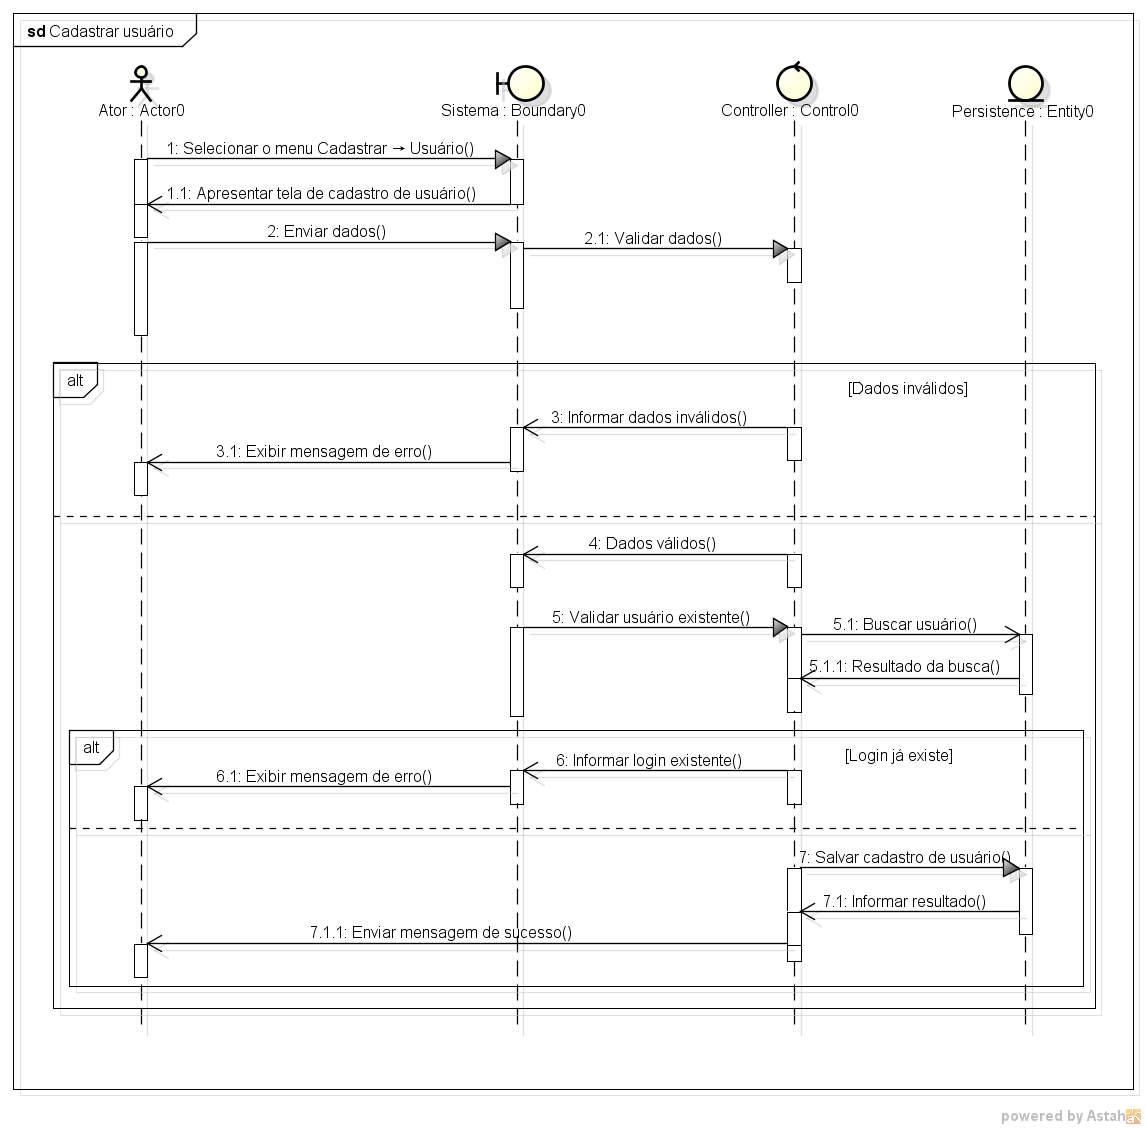 sd Cadastrar usuário
Ator : Actor0
Sistema : Boundary0
Controller : Control0
Persistence : Entity0
1: Selecionar o menu Cadastrar → Usuário()
1.1: Apresentar tela de cadastro de usuário()
2: Enviar dados()
2.1: Validar dados()
alt
[Dados inválidos]
3: Informar dados inválidos()
3.1: Exibir mensagem de erro()
4: Dados válidos()
5: Validar usuário existente()
5.1: Buscar usuário()
5.1.1: Resultado da busca()
alt
[Login já existe]
6: Informar login existente()
6.1: Exibir mensagem de erro()
7: Salvar cadastro de usuário()
7.1: Informar resultado()
7.1.1: Enviar mensagem de sucesso()
powered by Astah